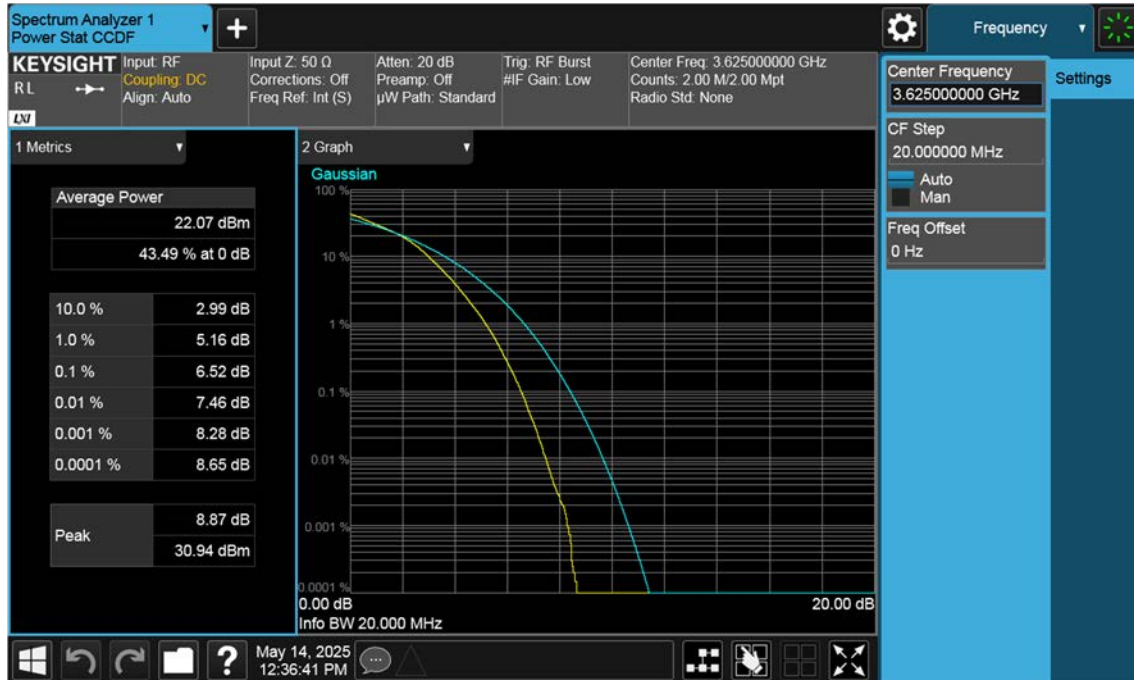 Spectrum Analyzer 1
Power Stat CCDF
+
Frequency
KEYSIGHT
RL
LXI
Input: RF
Coupling: DC
Align: Auto
Input Z: 50 Ω
Corrections: Off
Freq Ref: Int (S)
Atten: 20 dB
Preamp: Off
µW Path: Standard
Trig: RF Burst
#IF Gain: Low
Center Freq: 3.625000000 GHz
Counts: 2.00 M/2.00 Mpt
Radio Std: None
Center Frequency
3.625000000 GHz
Settings
CF Step
20.000000 MHz
Auto
Man
Freq Offset
0 Hz
1 Metrics
Average Power
22.07 dBm
43.49 % at 0 dB
10.0 % 2.99 dB
1.0 % 5.16 dB
0.1 % 6.52 dB
0.01 % 7.46 dB
0.001 % 8.28 dB
0.0001 % 8.65 dB
Peak
8.87 dB
30.94 dBm
2 Graph
Gaussian
100 %
10 %
1 %
0.1 %
0.01 %
0.001 %
0.0001 %
0.00 dB 20.00 dB
Info BW 20.000 MHz
?
May 14, 2025
12:36:41 PM